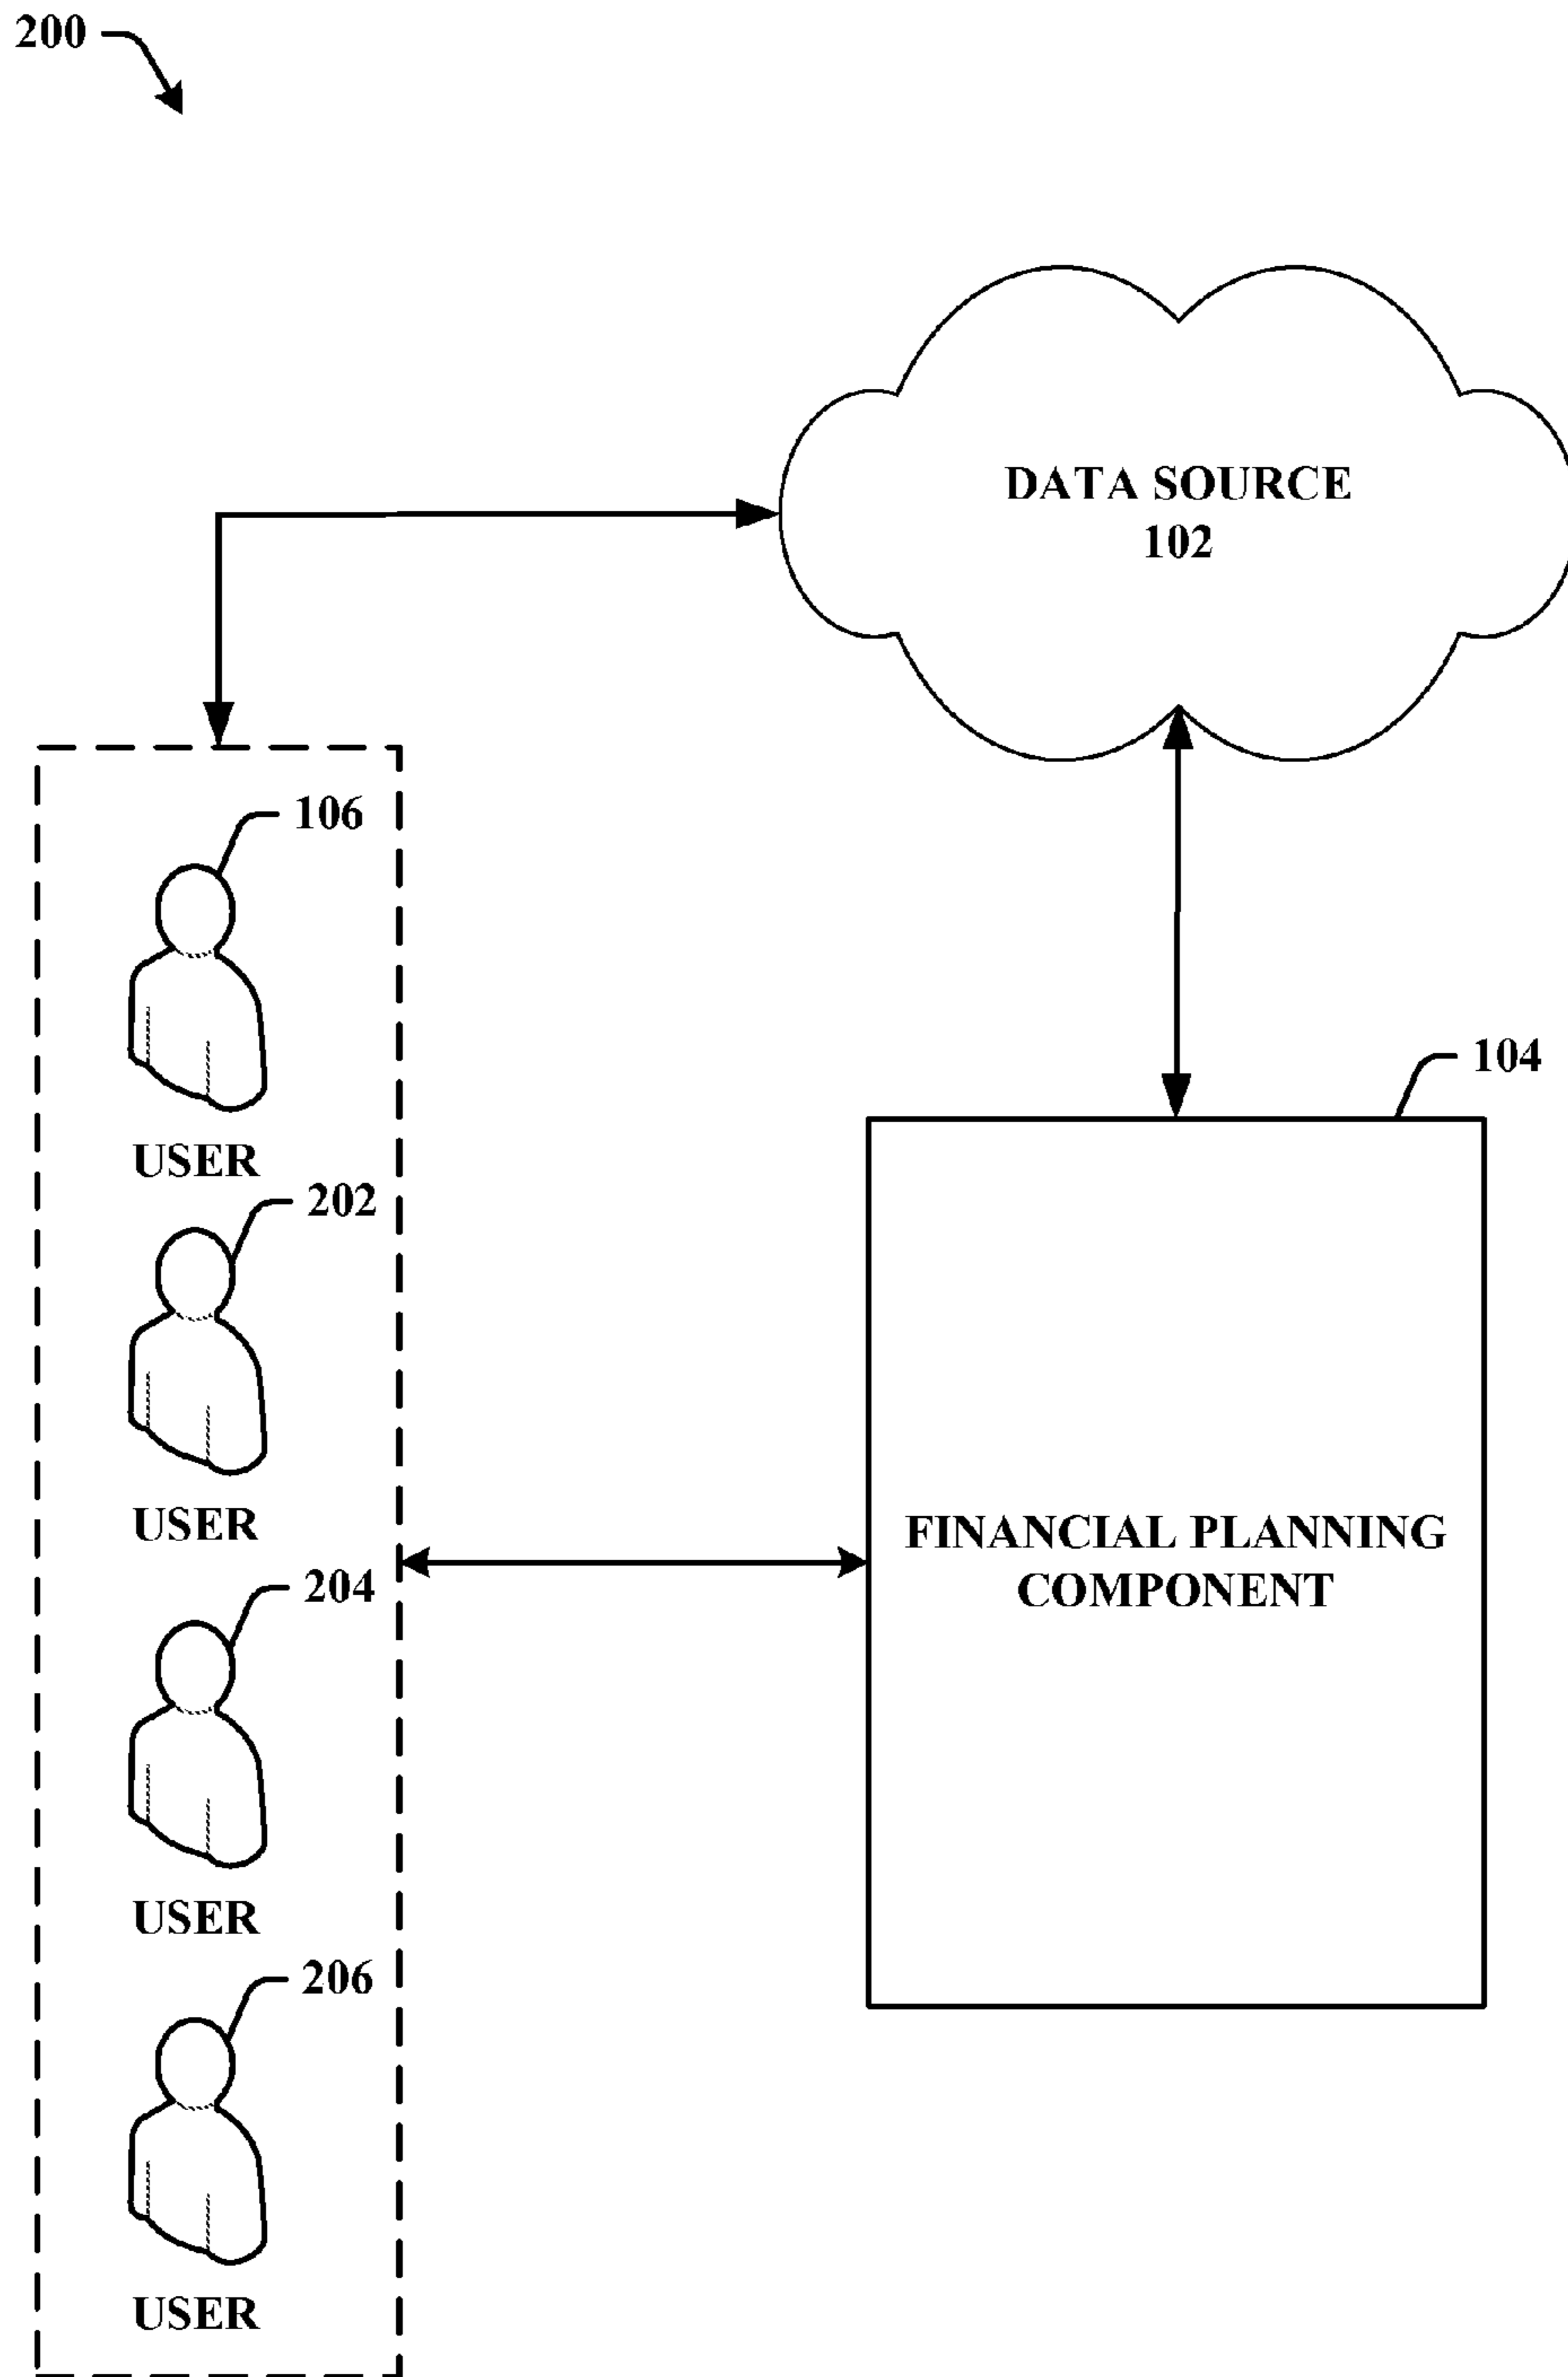 200
DATA SOURCE
102
106
USER
202
USER
204
USER
206
USER
104
FINANCIAL PLANNING
COMPONENT